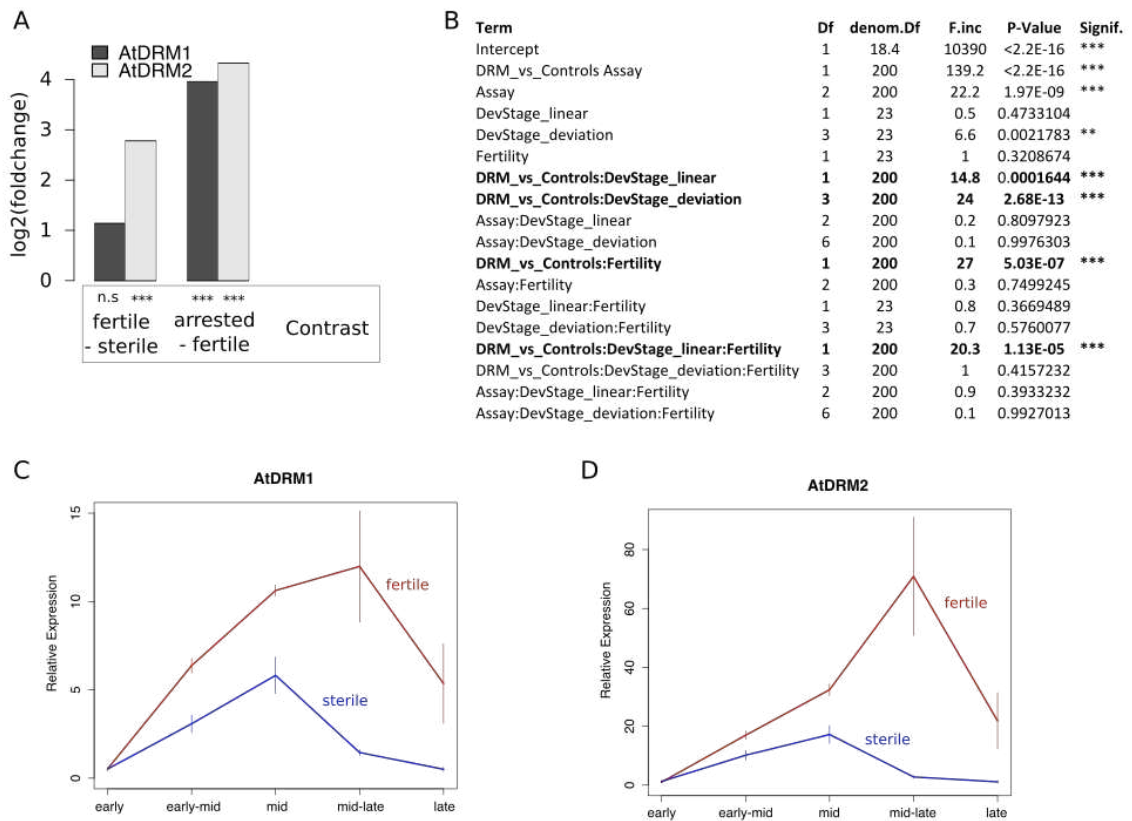 A
AtDRM1
AtDRM2
log2(foldchange)
4
3
2
1
0
n.s *** *** ***
fertile
- sterile
arrested
- fertile
Contrast
B
Term Df denom.Df F.inc P-Value Signif.
Intercept 1 18.4 10390 <2.2E-16 ***
DRM_vs_Controls Assay 1 200 139.2 <2.2E-16 ***
Assay 2 200 22.2 1.97E-09 ***
DevStage_linear 1 23 0.5 0.4733104
DevStage_deviation 3 23 6.6 0.0021783 **
Fertility 1 23 1 0.3208674
DRM_vs_Controls:DevStage_linear 1 200 14.8 0.0001644 ***
DRM_vs_Controls:DevStage_deviation 3 200 24 2.68E-13 ***
Assay:DevStage_linear 2 200 0.2 0.8097923
Assay:DevStage_deviation 6 200 0.1 0.9976303
DRM_vs_Controls:Fertility 1 200 27 5.03E-07 ***
Assay:Fertility 2 200 0.3 0.7499245
DevStage_linear:Fertility 1 23 0.8 0.3669489
DevStage_deviation:Fertility 3 23 0.7 0.5760077
DRM_vs_Controls:DevStage_linear:Fertility 1 200 20.3 1.13E-05 ***
DRM_vs_Controls:DevStage_deviation:Fertility 3 200 1 0.4157232
Assay:DevStage_linear:Fertility 2 200 0.9 0.3933232
Assay:DevStage_deviation:Fertility 6 200 0.1 0.9927013
C
AtDRM1
Relative Expression
15
10
5
0
fertile
sterile
early early-mid mid mid-late late
D
AtDRM2
Relative Expression
80
60
40
20
0
fertile
sterile
early early-mid mid mid-late late